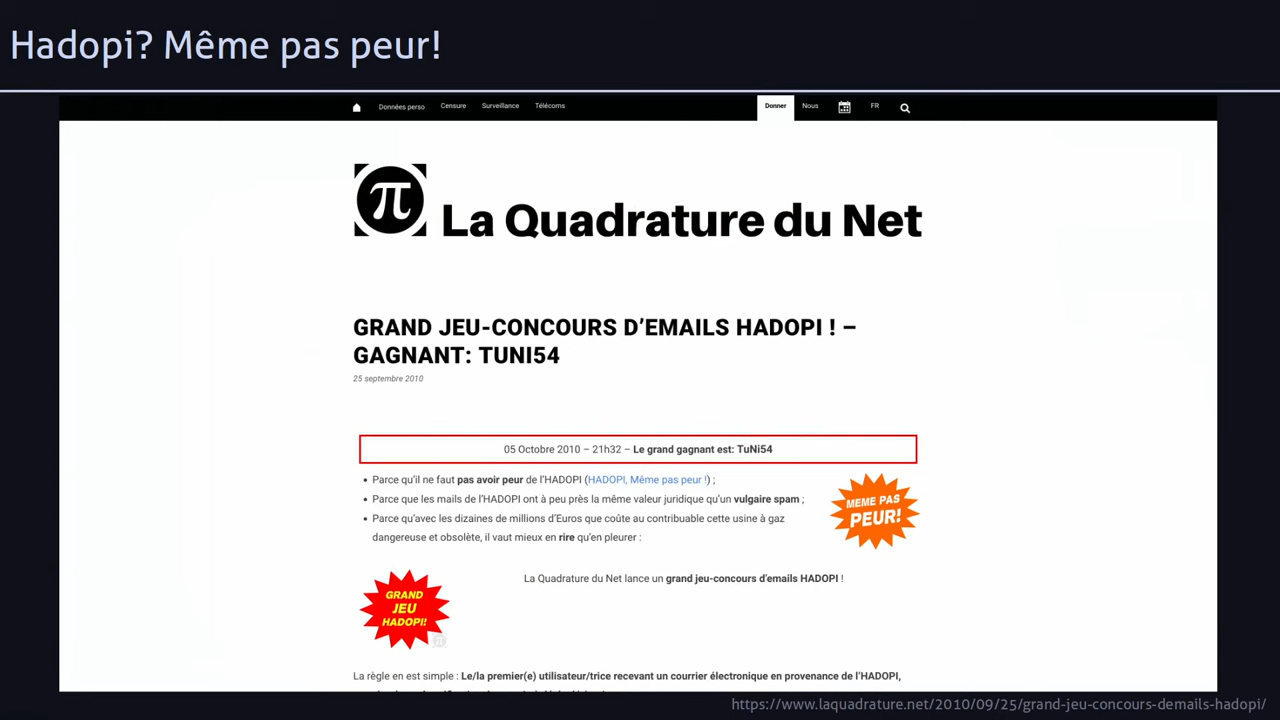 Hadopi? Même pas peur!
Données perso Censure Surveillance Télécoms Donner Nous FR
π La Quadrature du Net
GRAND JEU-CONCOURS D’EMAILS HADOPI ! –
GAGNANT: TUNI54
25 septembre 2010
05 Octobre 2010 – 21h32 – Le grand gagnant est: TuNi54
• Parce qu’il ne faut pas avoir peur de l’HADOPI (HADOPI, Même pas peur !) ;
• Parce que les mails de l’HADOPI ont à peu près la même valeur juridique qu’un vulgaire spam ;
• Parce qu’avec les dizaines de millions d’Euros que coûte au contribuable cette usine à gaz
dangereuse et obsolète, il vaut mieux en rire qu’en pleurer :
MEME PAS
PEUR!
La Quadrature du Net lance un grand jeu-concours d’emails HADOPI !
GRAND
JEU
HADOPI!
La règle en est simple : Le/la premier(e) utilisateur/trice recevant un courrier électronique en provenance de l’HADOPI,
https://www.laquadrature.net/2010/09/25/grand-jeu-concours-demails-hadopi/